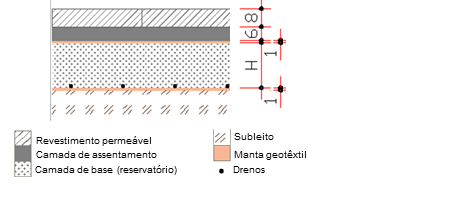 8
6
1
H
1
Revestimento permeável
Camada de assentamento
Camada de base (reservatório)
Subleito
Manta geotêxtil
Drenos